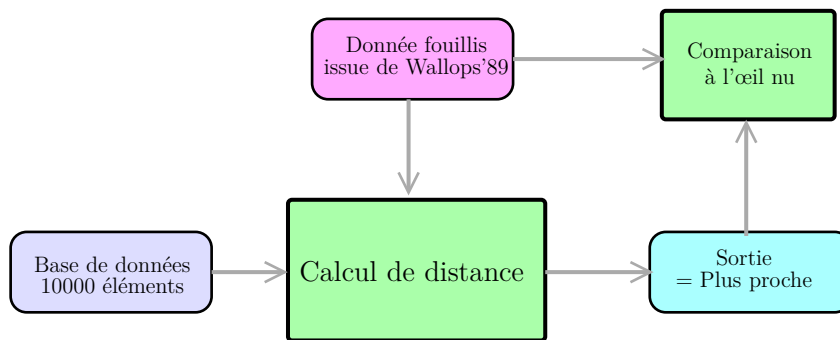 Donnée fouillis
issue de Wallops'89
Comparaison
à l'œil nu
Base de données
10000 éléments
Calcul de distance
Sortie
= Plus proche